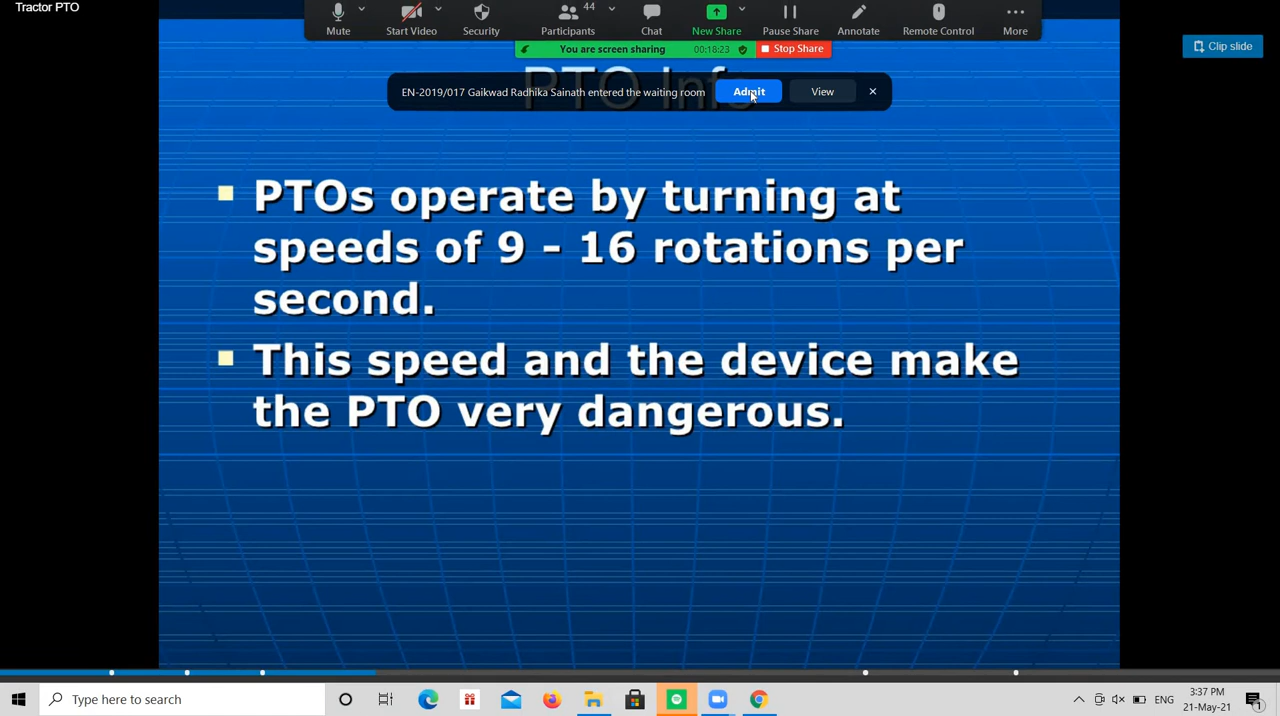 Tractor PTO
44
Mute
Start Video
Security
Participants
Chat
New Share
Pause Share
Annotate
Remote Control
More
You are screen sharing
00:18:23
Stop Share
Clip slide
PTO Info
EN-2019/017 Gaikwad Radhika Sainath entered the waiting room
Admit
View
PTOs operate by turning at
speeds of 9 - 16 rotations per
second.
This speed and the device make
the PTO very dangerous.
Type here to search
ENG
3:37 PM
21-May-21
1